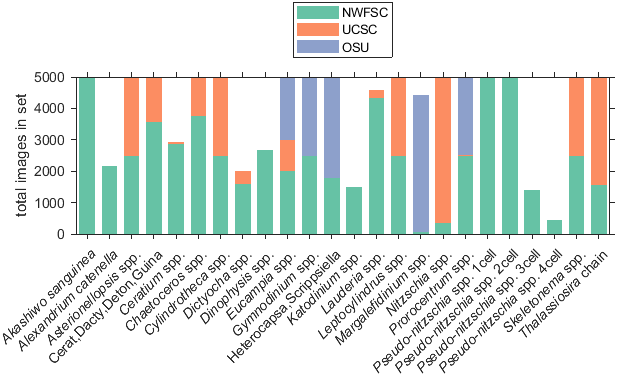 NWFSC
UCSC
OSU
total images in set
5000
4000
3000
2000
1000
0
Akashiwo sanguinea
Alexandrium catenella
Asterionellopsis spp.
Cerat,Dacty,Deton,Guina
Ceratium spp.
Chaetoceros spp.
Cylindrotheca spp.
Dictyocha spp.
Dinophysis spp.
Eucampia spp.
Gymnodinium spp.
Heterocapsa,Scrippsiella
Katodinium spp.
Lauderia spp.
Leptocylindrus spp.
Margalefidinium spp.
Nitzschia spp.
Prorocentrum spp.
Pseudo-nitzschia spp. 1cell
Pseudo-nitzschia spp. 2cell
Pseudo-nitzschia spp. 3cell
Pseudo-nitzschia spp. 4cell
Skeletonema spp.
Thalassiosira chain